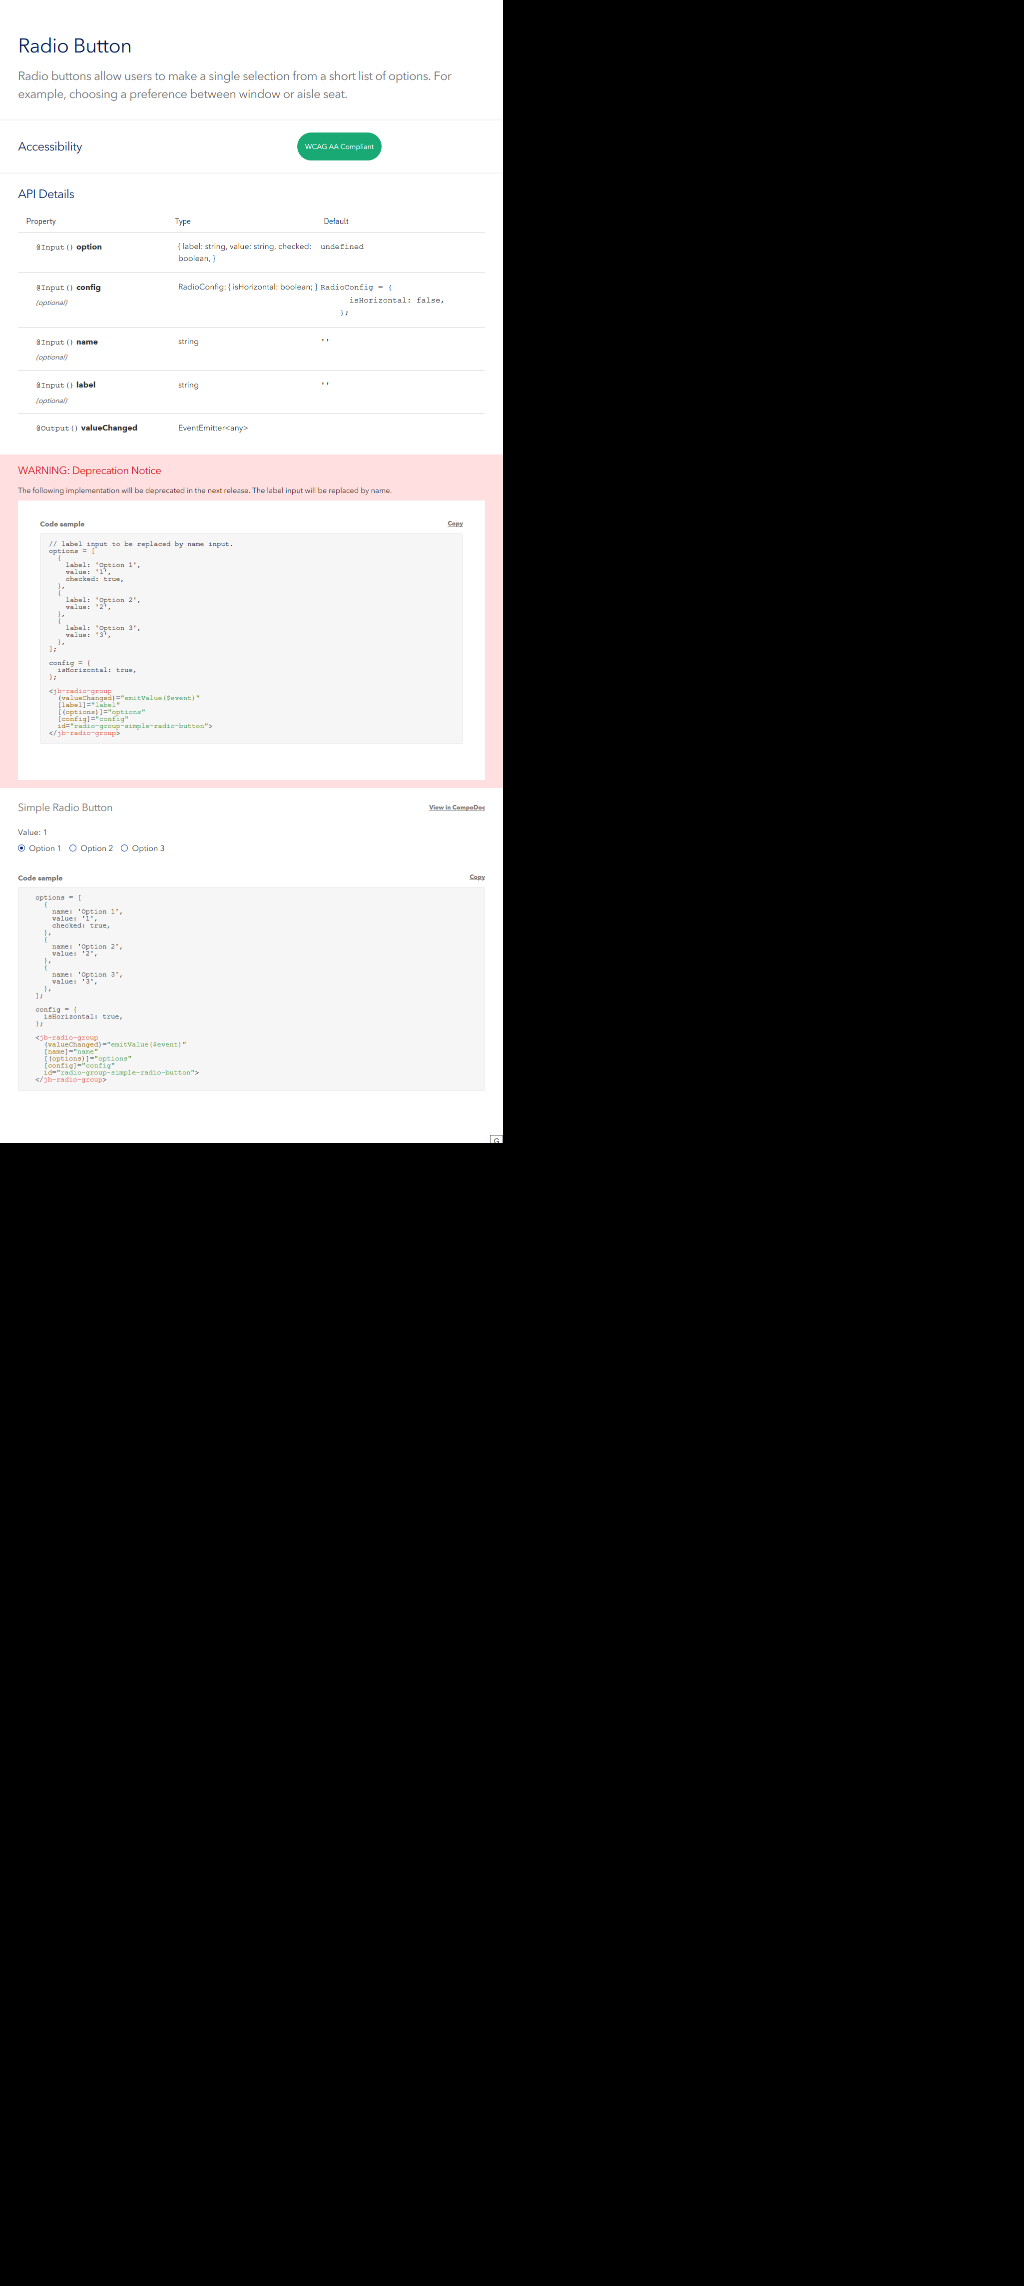 Radio Button
Radio buttons allow users to make a single selection from a short list of options. For
example, choosing a preference between window or aisle seat.
Accessibility
WCAG AA Compliant
API Details
Property Type Default
@Input() option { label: string, value: string, checked: undefined
boolean, }
@Input() config RadioConfig: { isHorizontal: boolean; } RadioConfig = {
(optional) isHorizontal: false,
};
@Input() name string ''
(optional)
@Input() label string ''
(optional)
@Output() valueChanged EventEmitter<any>
WARNING: Deprecation Notice
The following implementation will be deprecated in the next release. The label input will be replaced by name.
Code sample Copy
// label input to be replaced by name input.
options = [
{
label: 'Option 1',
value: '1',
checked: true,
},
{
label: 'Option 2',
value: '2',
},
{
label: 'Option 3',
value: '3',
},
];
config = {
isHorizontal: true,
};
<jb-radio-group
(valueChanged)="emitValue($event)"
[label]="label"
[(options)]="options"
[config]="config"
id="radio-group-simple-radio-button">
</jb-radio-group>
Simple Radio Button View in CompoDoc
Value: 1
Option 1 Option 2 Option 3
Code sample Copy
options = [
{
name: 'Option 1',
value: '1',
checked: true,
},
{
name: 'Option 2',
value: '2',
},
{
name: 'Option 3',
value: '3',
},
];
config = {
isHorizontal: true,
};
<jb-radio-group
(valueChanged)="emitValue($event)"
[name]="name"
[(options)]="options"
[config]="config"
id="radio-group-simple-radio-button">
</jb-radio-group>
G